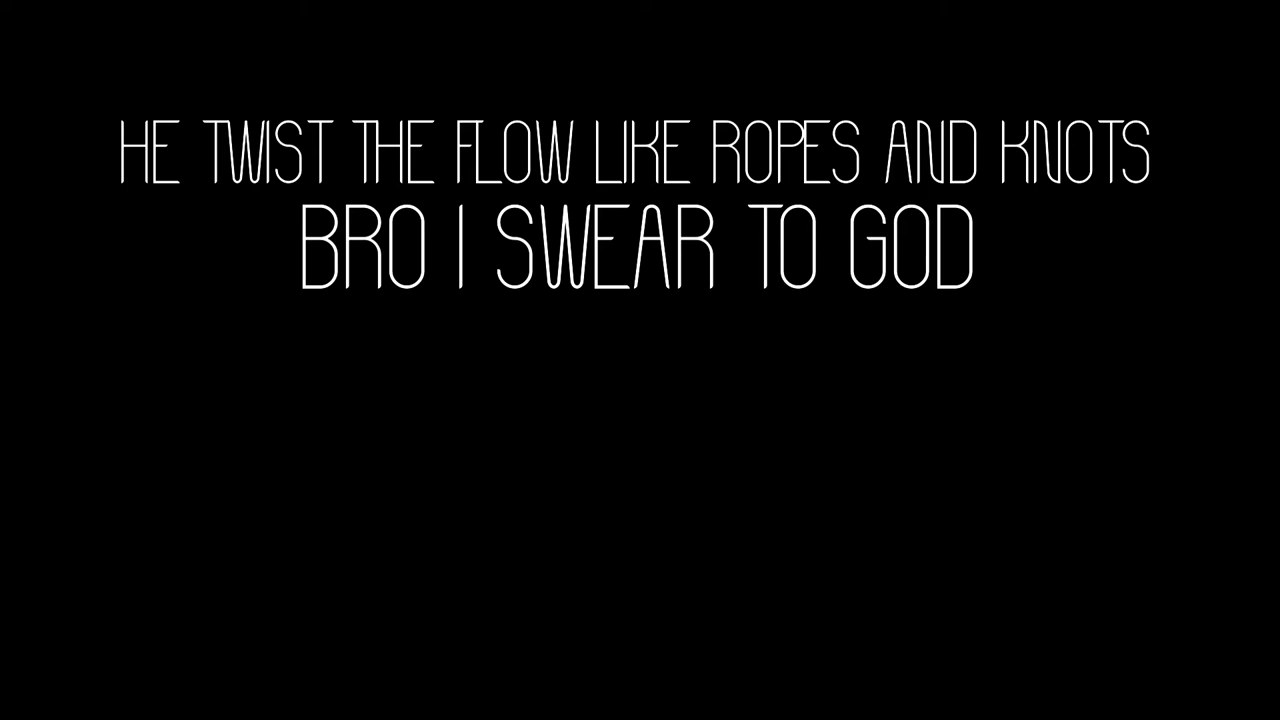 HE TWIST THE FLOW LIKE ROPES AND KNOTS
BRO I SWEAR TO GOD